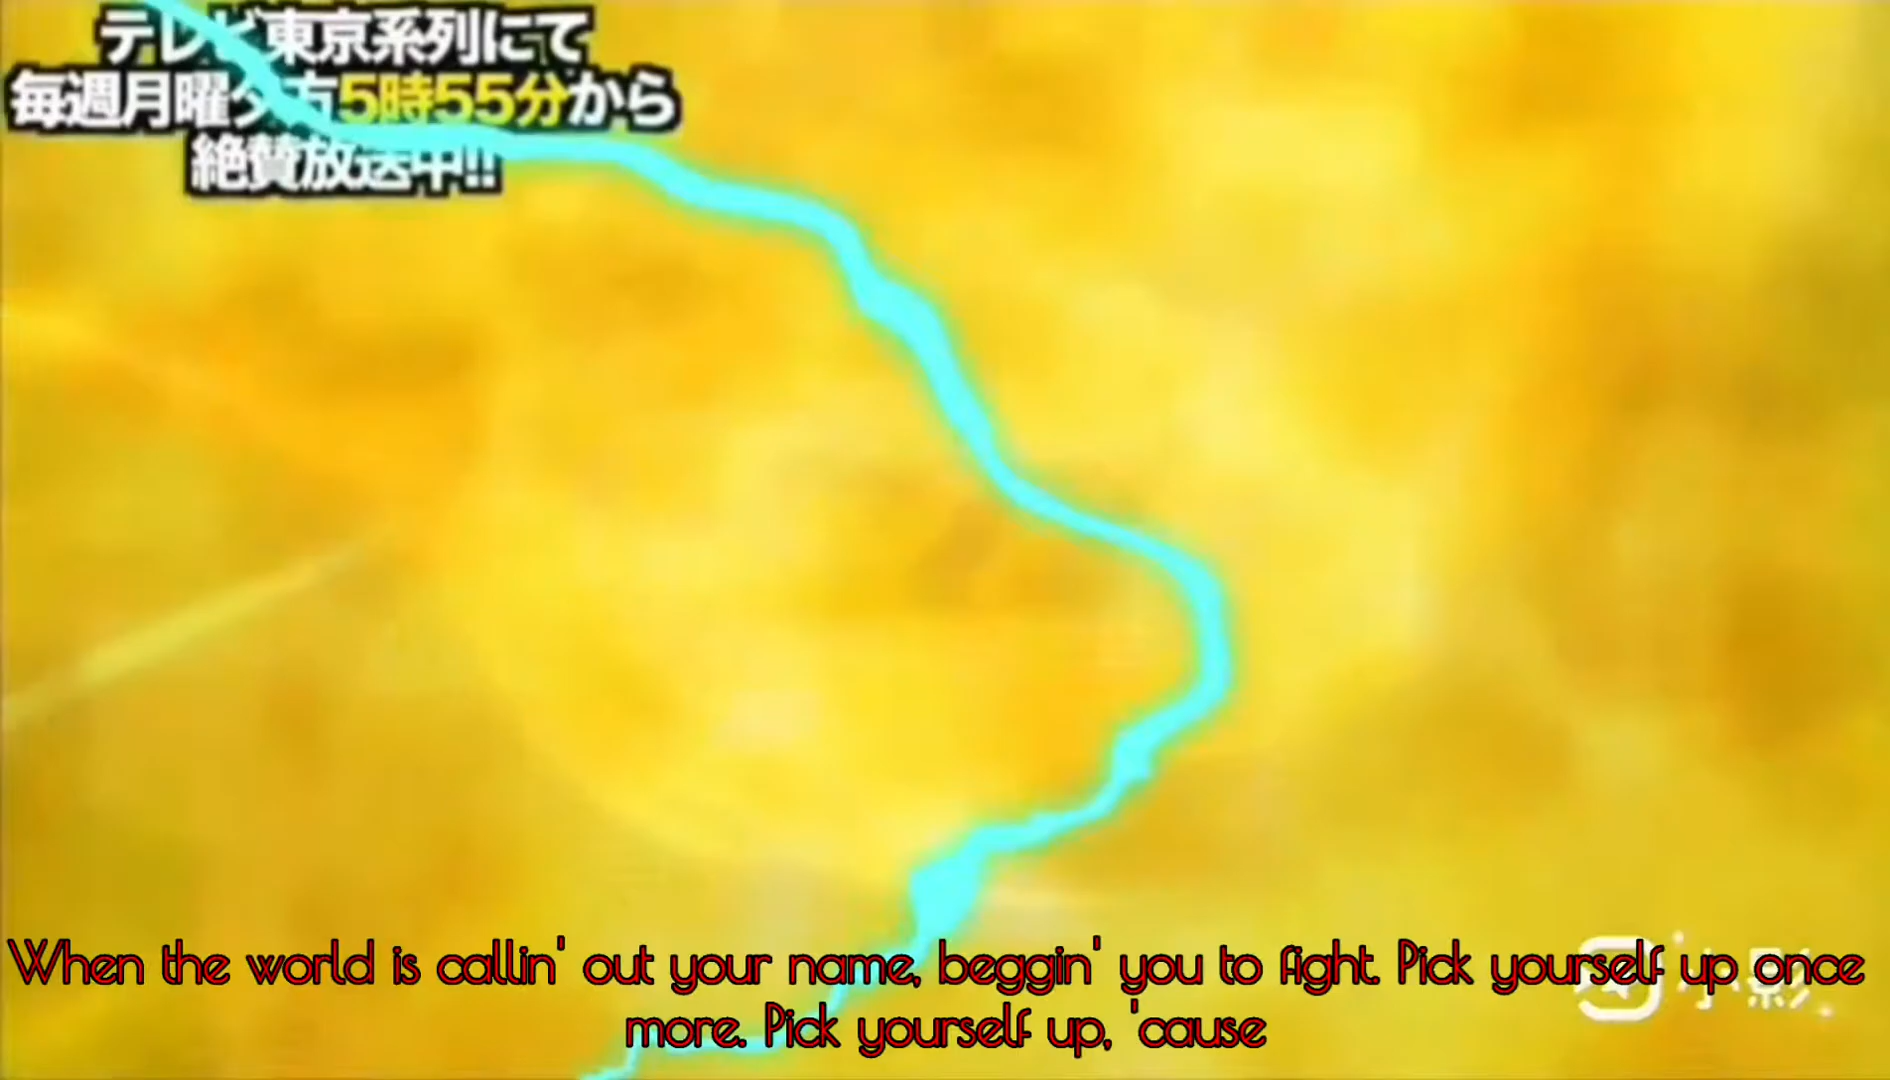 テレビ東京系列にて
毎週月曜夕方5時55分から
絶賛放送中!!
When the world is callin' out your name, beggin' you to fight. Pick yourself up once
more. Pick yourself up, 'cause
小影